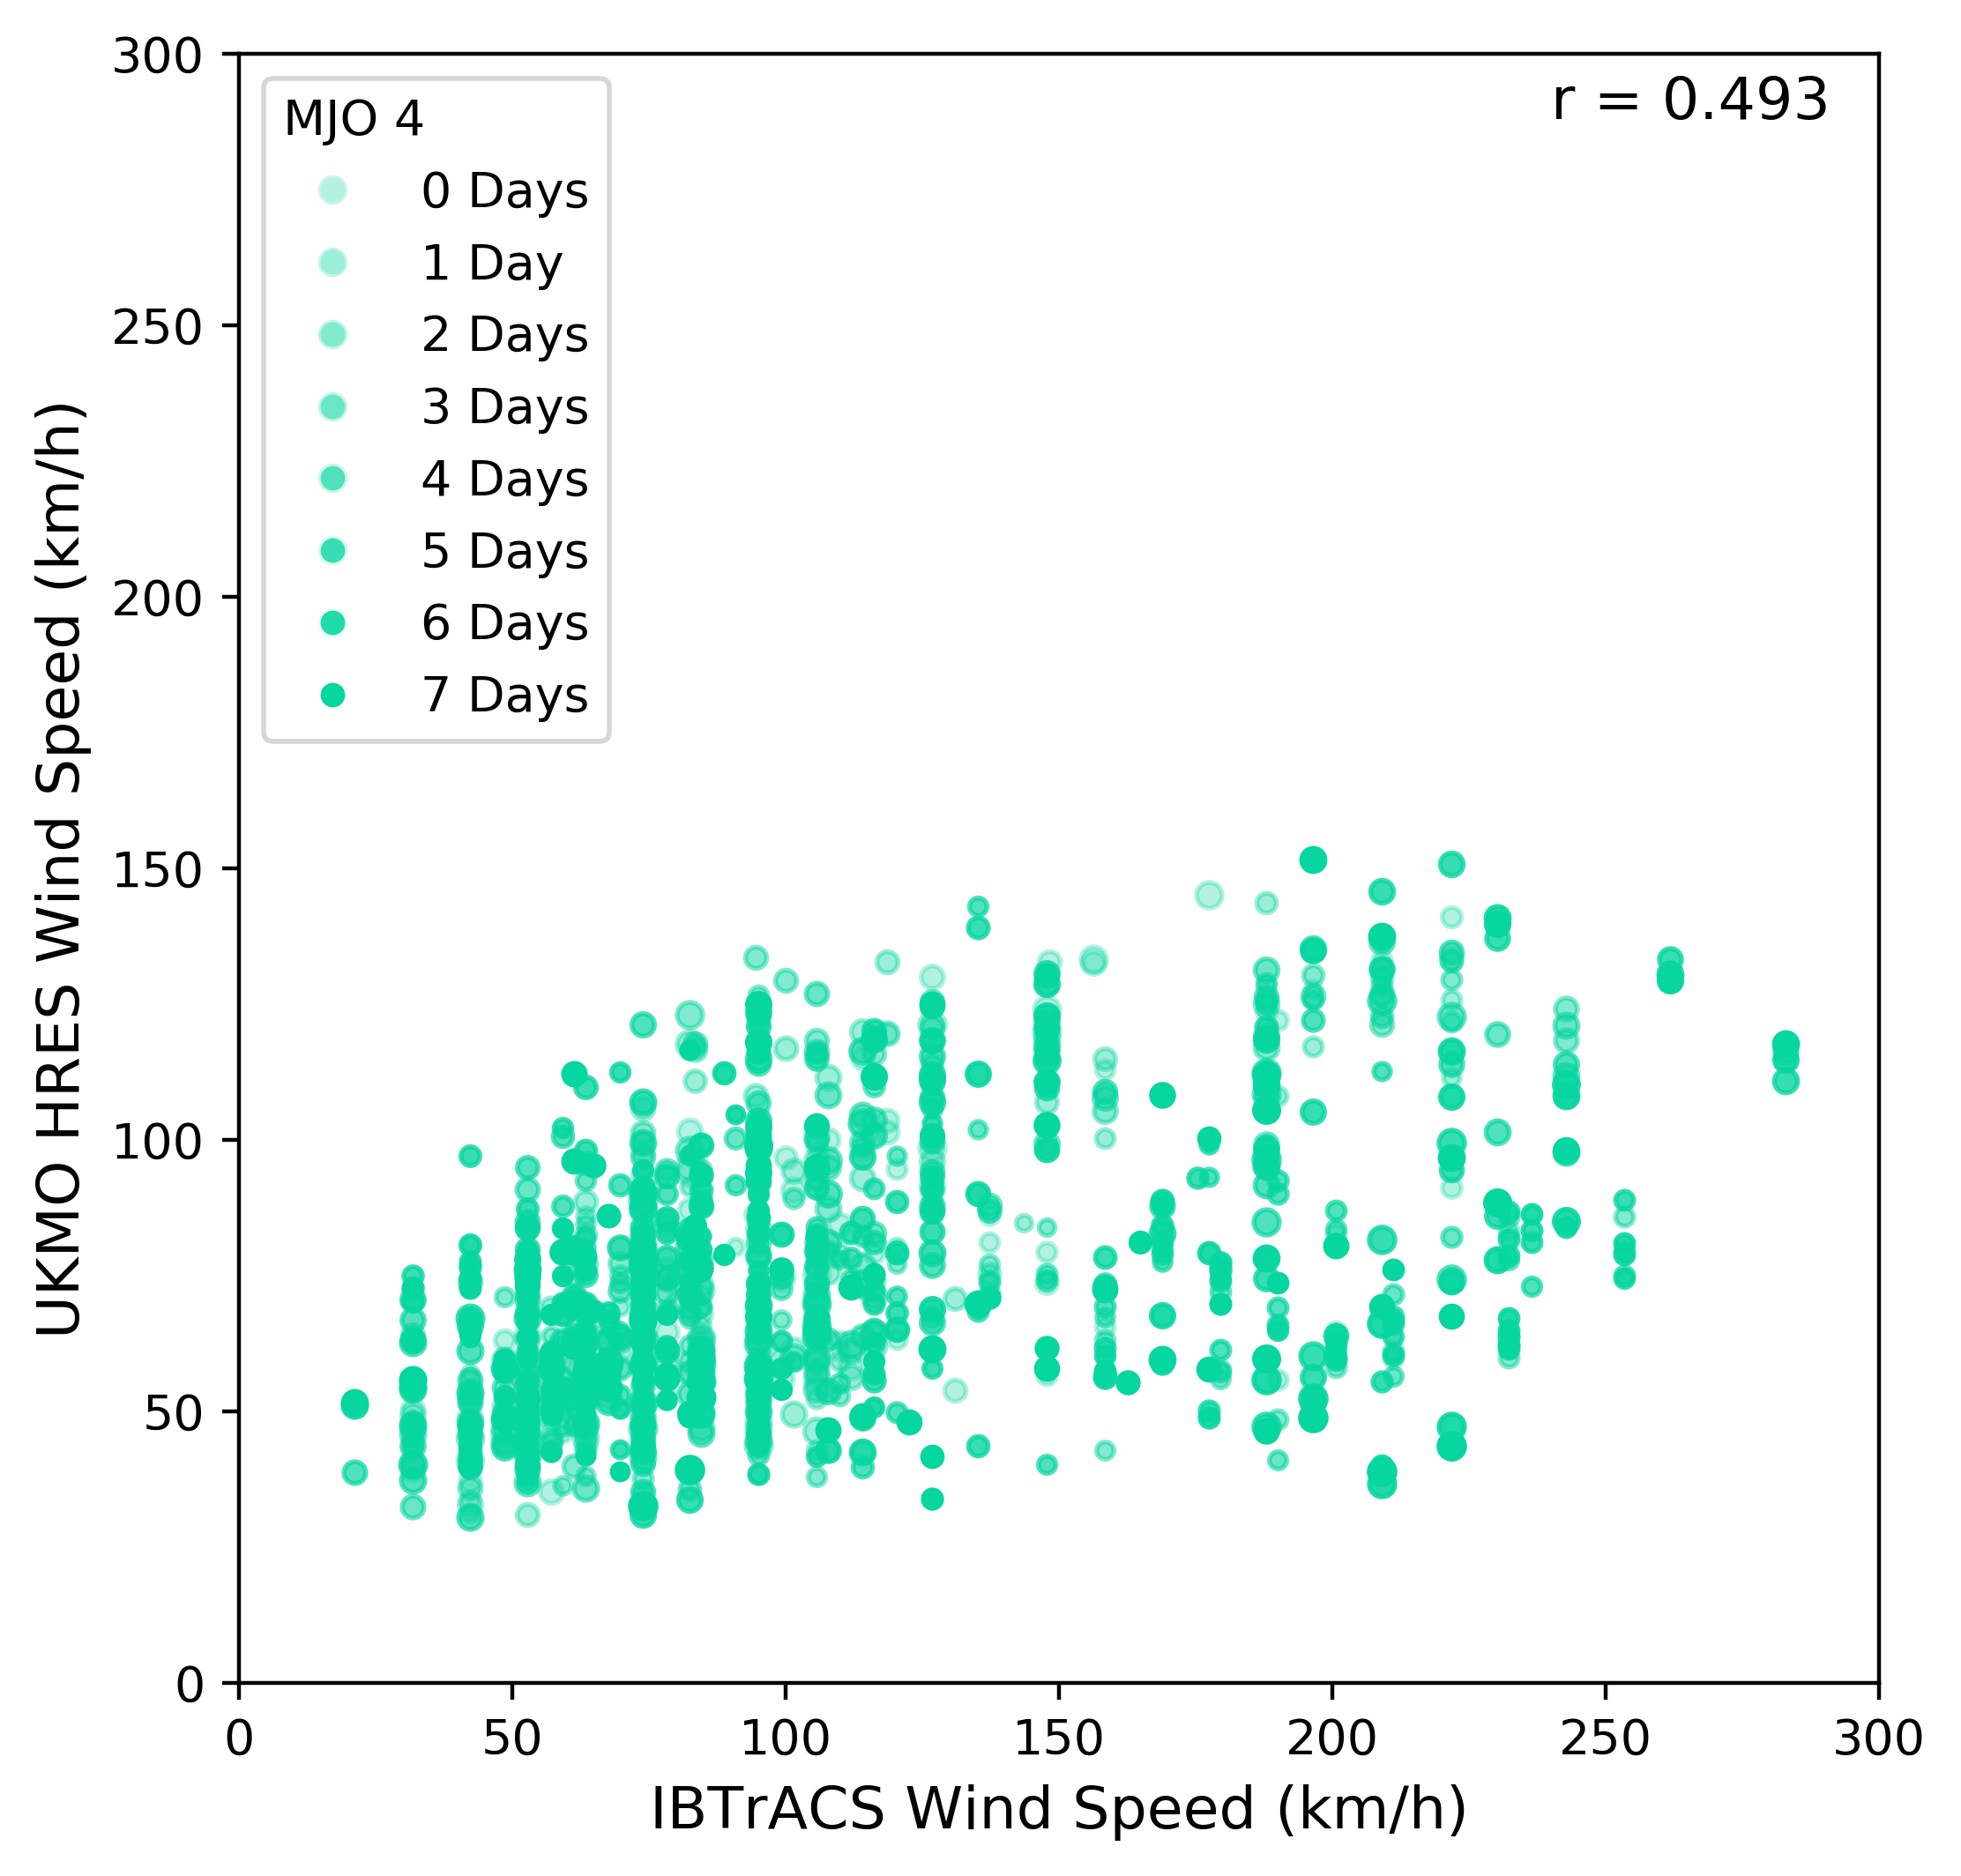 r = 0.493
MJO 4
0 Days
1 Day
2 Days
3 Days
4 Days
5 Days
6 Days
7 Days
UKMO HRES Wind Speed (km/h)
300
250
200
150
100
50
0
0 50 100 150 200 250 300
IBTrACS Wind Speed (km/h)